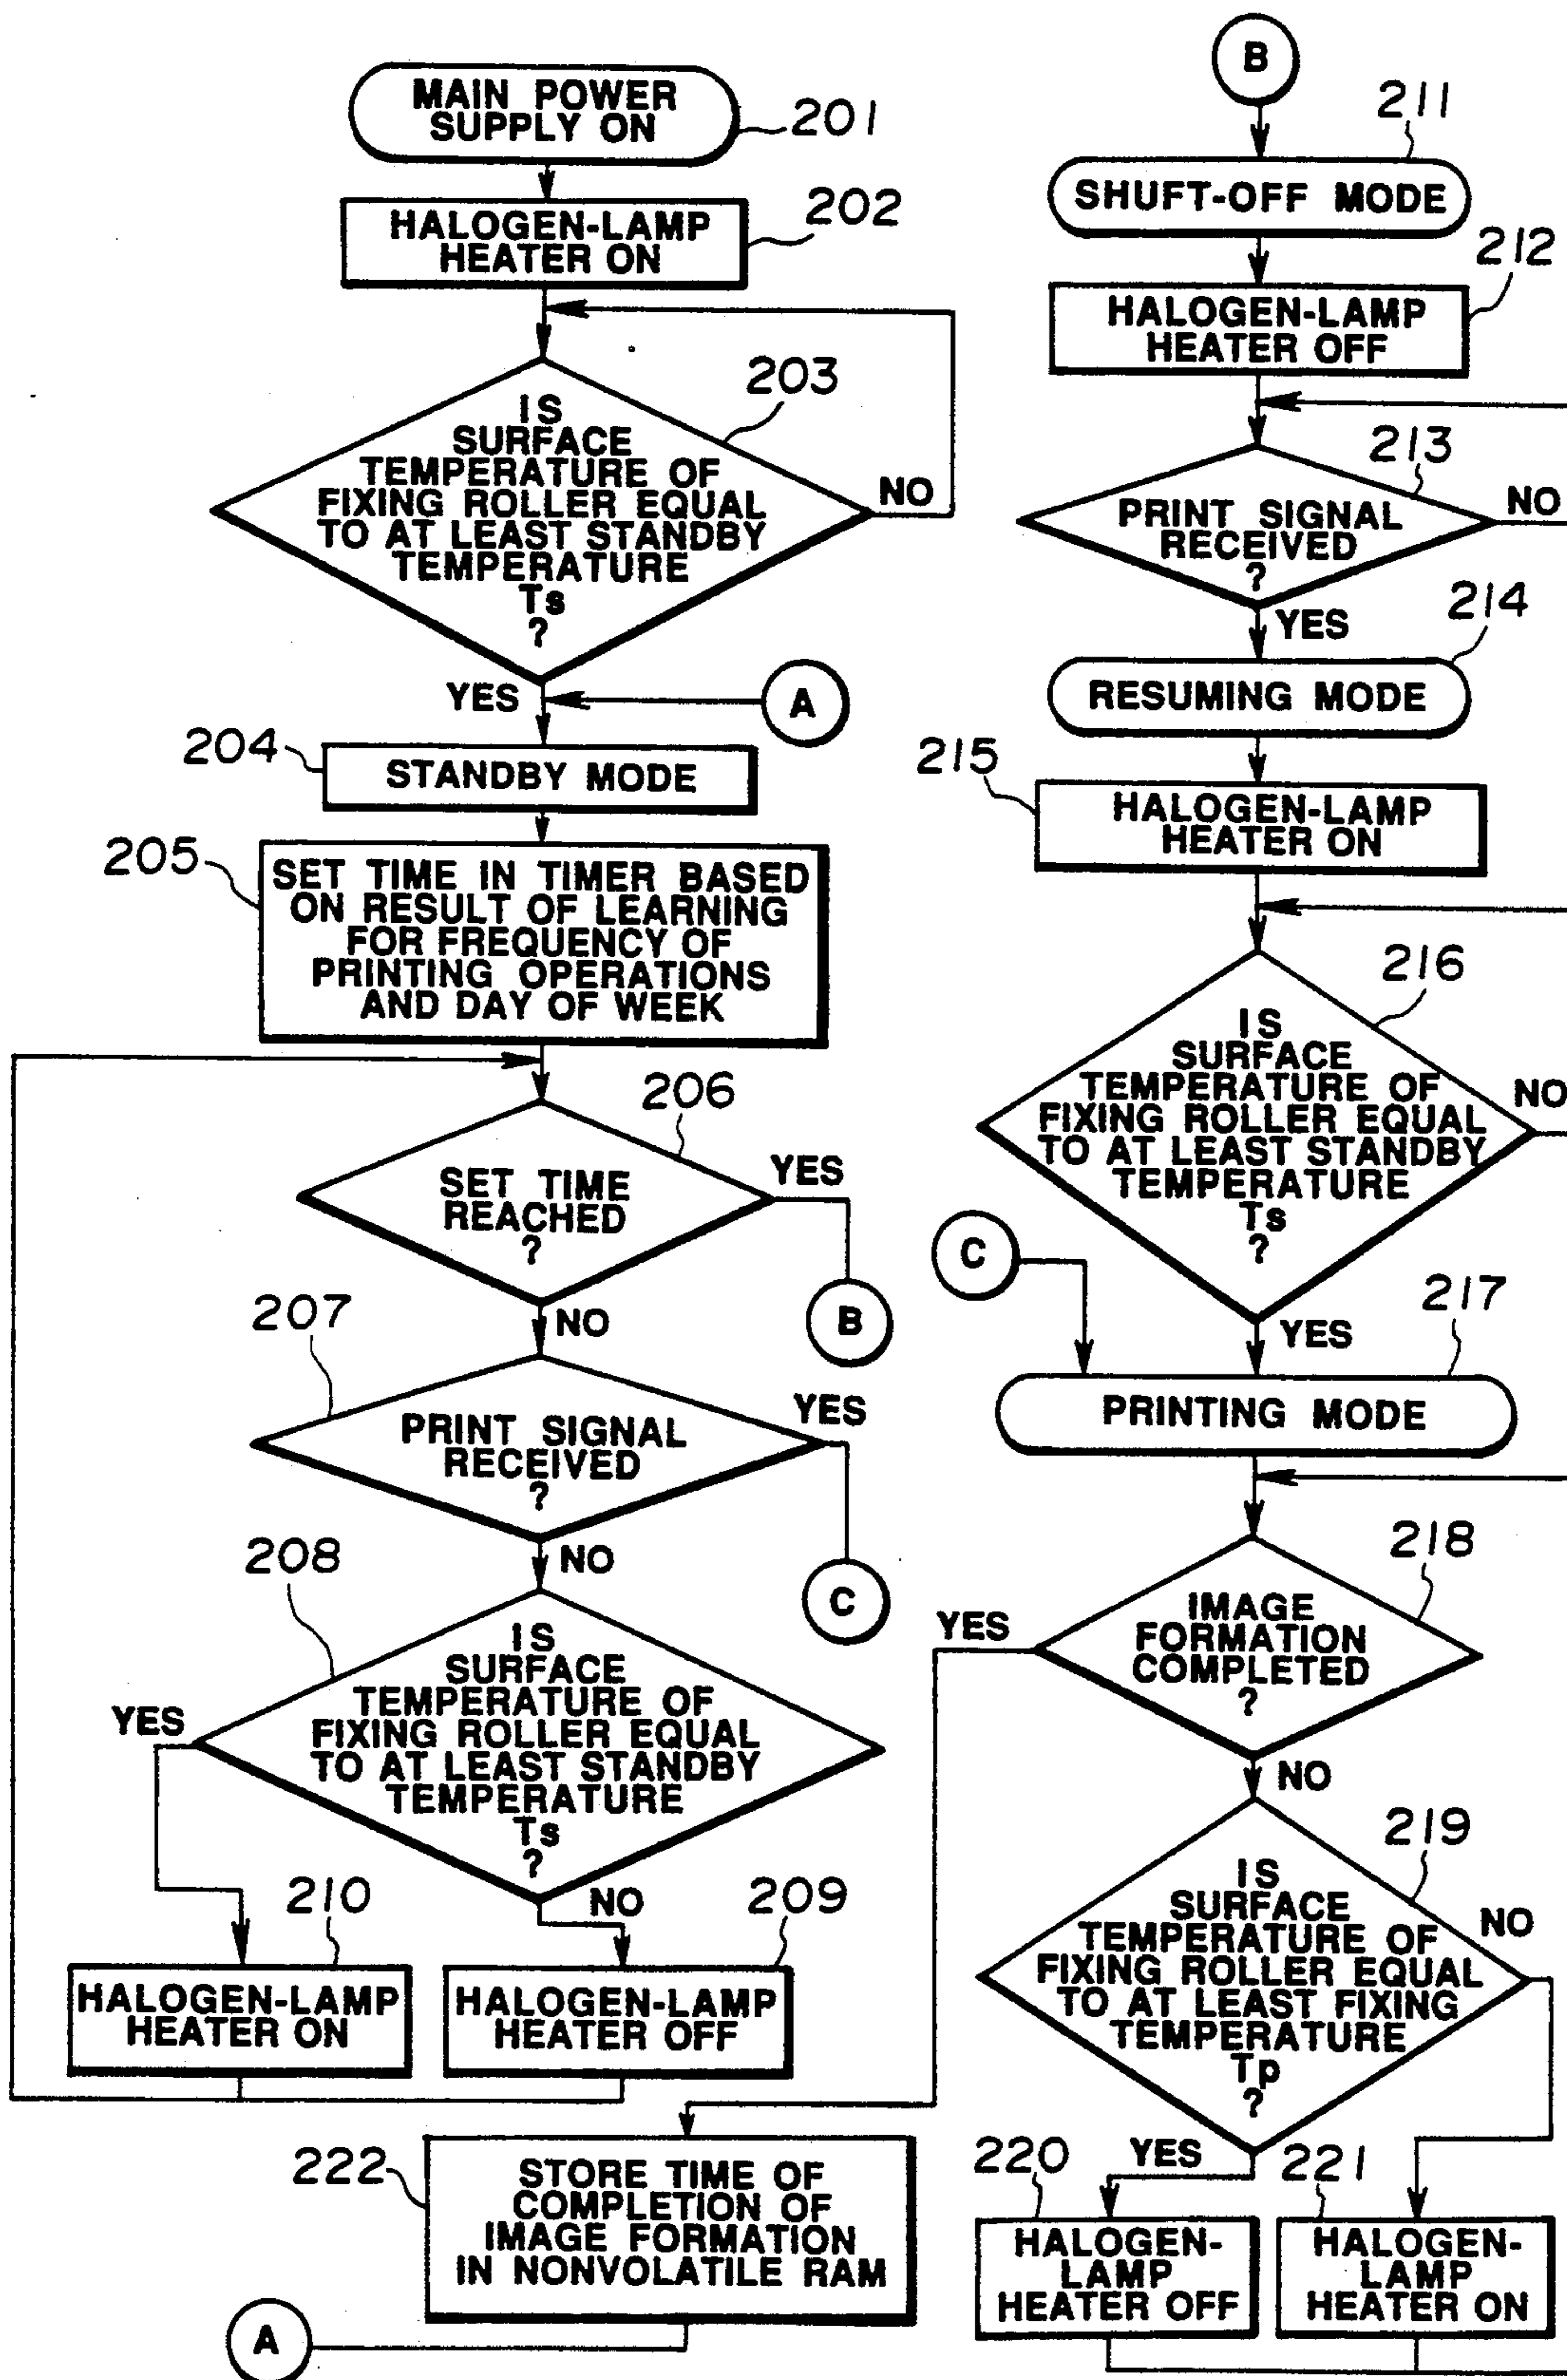 MAIN POWER
SUPPLY ON
201
HALOGEN-LAMP
HEATER ON
202
IS
SURFACE
TEMPERATURE OF
FIXING ROLLER EQUAL
TO AT LEAST STANDBY
TEMPERATURE
Ts
?
203
NO
YES
A
204
STANDBY MODE
205
SET TIME IN TIMER BASED
ON RESULT OF LEARNING
FOR FREQUENCY OF
PRINTING OPERATIONS
AND DAY OF WEEK
206
SET TIME
REACHED
?
YES
B
NO
207
PRINT SIGNAL
RECEIVED
?
YES
C
NO
208
IS
SURFACE
TEMPERATURE OF
FIXING ROLLER EQUAL
TO AT LEAST STANDBY
TEMPERATURE
Ts
?
YES
NO
210
HALOGEN-LAMP
HEATER ON
209
HALOGEN-LAMP
HEATER OFF
222
STORE TIME OF
COMPLETION OF
IMAGE FORMATION
IN NONVOLATILE RAM
A
B
211
SHUFT-OFF MODE
212
HALOGEN-LAMP
HEATER OFF
213
PRINT SIGNAL
RECEIVED
?
NO
YES
214
RESUMING MODE
215
HALOGEN-LAMP
HEATER ON
216
IS
SURFACE
TEMPERATURE OF
FIXING ROLLER EQUAL
TO AT LEAST STANDBY
TEMPERATURE
Ts
?
NO
C
YES
217
PRINTING MODE
218
IMAGE
FORMATION
COMPLETED
?
YES
NO
219
IS
SURFACE
TEMPERATURE OF
FIXING ROLLER EQUAL
TO AT LEAST FIXING
TEMPERATURE
Tp
?
NO
YES
220
HALOGEN-
LAMP
HEATER OFF
221
HALOGEN-
LAMP
HEATER ON